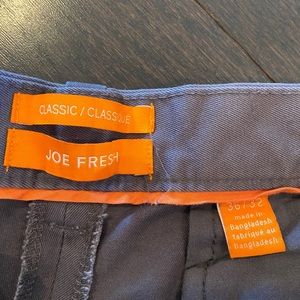 CLASSIC / CLASSIQUE
JOE FRESH
36 / 32
made in
Bangladesh
fabriqué au
Bangladesh